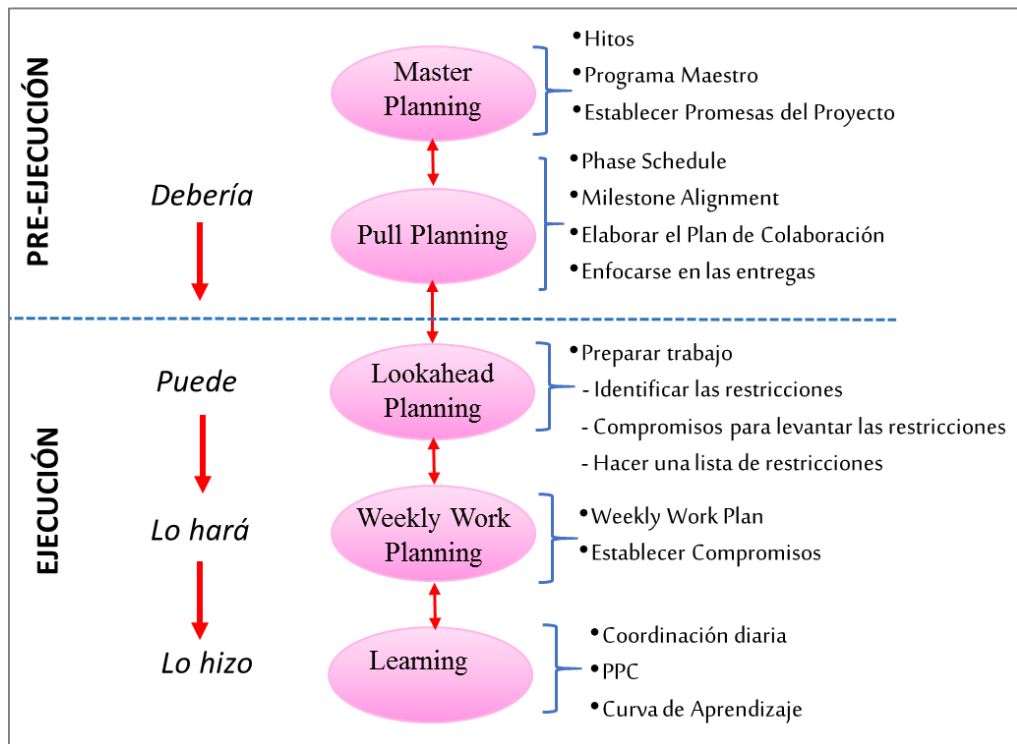 PRE-EJECUCIÓN
Debería
Master
Planning
•Hitos
•Programa Maestro
•Establecer Promesas del Proyecto
Pull Planning
•Phase Schedule
•Milestone Alignment
•Elaborar el Plan de Colaboración
•Enfocarse en las entregas
EJECUCIÓN
Puede
Lookahead
Planning
•Preparar trabajo
- Identificar las restricciones
- Compromisos para levantar las restricciones
- Hacer una lista de restricciones
Lo hará
Weekly Work
Planning
•Weekly Work Plan
•Establecer Compromisos
Lo hizo
Learning
•Coordinación diaria
•PPC
•Curva de Aprendizaje